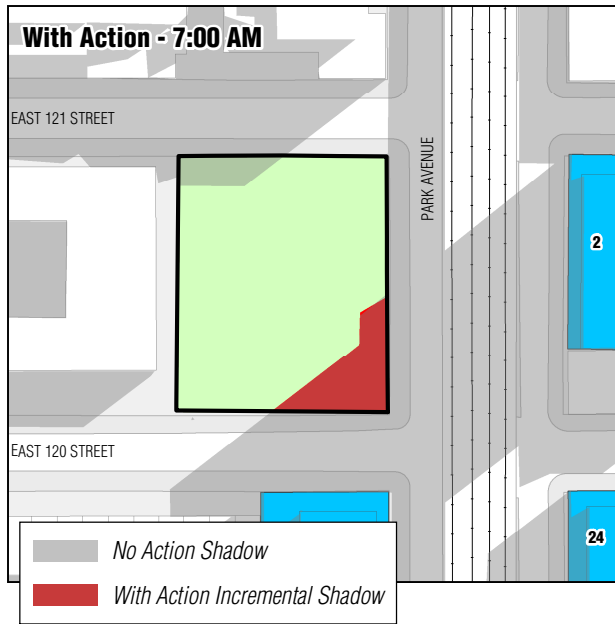 With Action - 7:00 AM
EAST 121 STREET
PARK AVENUE
2
EAST 120 STREET
24
No Action Shadow
With Action Incremental Shadow